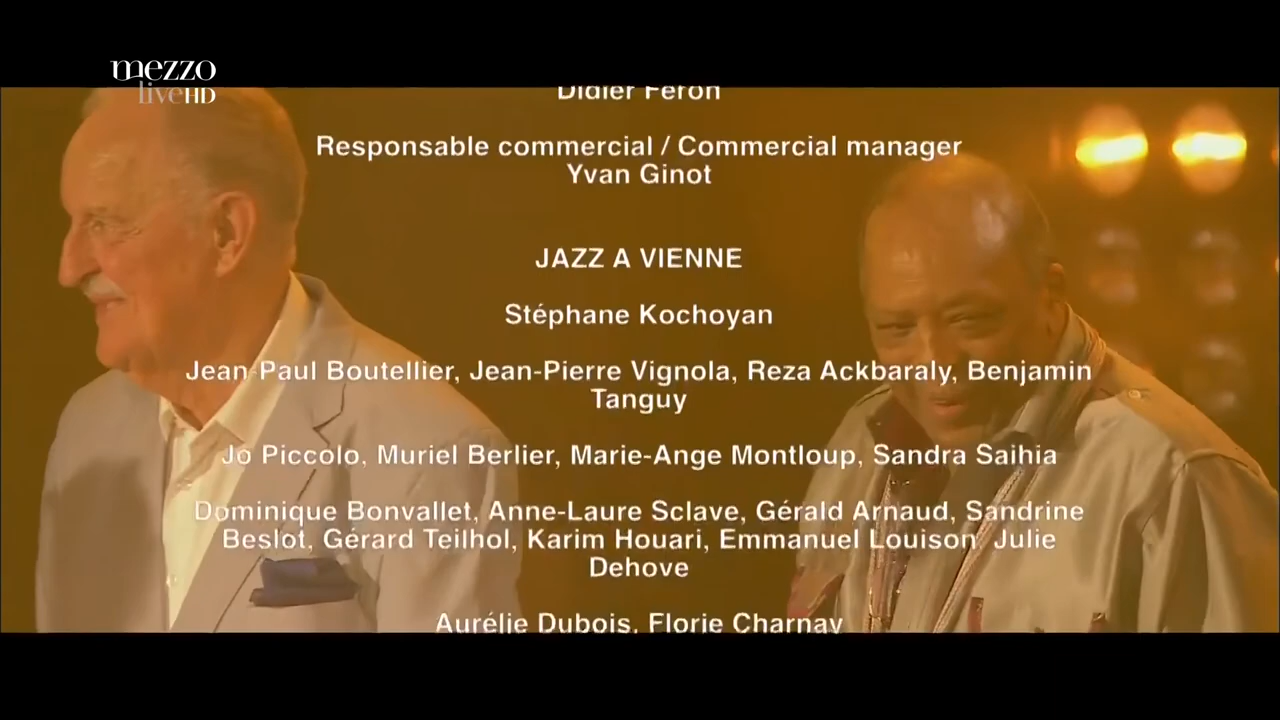 mezzo
liveHD
Didier Feron
Responsable commercial / Commercial manager
Yvan Ginot
JAZZ A VIENNE
Stéphane Kochoyan
Jean-Paul Boutellier, Jean-Pierre Vignola, Reza Ackbaraly, Benjamin
Tanguy
Jo Piccolo, Muriel Berlier, Marie-Ange Montloup, Sandra Saihia
Dominique Bonvallet, Anne-Laure Sclave, Gérald Arnaud, Sandrine
Beslot, Gérard Teilhol, Karim Houari, Emmanuel Louison, Julie
Dehove
Aurélie Dubois, Florie Charnay